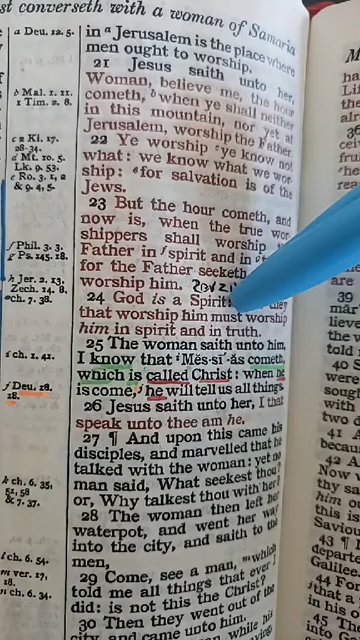 st converseth with a woman of Samaria
a Deu. 12. 5.
b Mal. 1. 11.
1 Tim. 2. 8.
c 2 Ki. 17.
28-34.
d Mt. 10. 5.
Lk. 9. 53.
e Ro. 3. 1, 2
& 9. 4, 5.
f Phil. 3. 3.
g Ps. 145. 18.
h Jer. 2. 13.
Zech. 14. 8.
ch. 7. 38.
i ch. 1. 41.
j Deu. 18.
18.
k ch. 6. 35,
51, 58
& 7. 37.
l ch. 6. 54.
m ver. 17,
18.
n ch. 6. 34.
in a Jerusalem is the place where
men ought to worship.
21 Jesus saith unto her,
Woman, believe me, the hour
cometh, b when ye shall neither
in this mountain, nor yet at
Jerusalem, worship the Father.
22 Ye worship c ye know not
what: we know what we wor-
ship: e for salvation is of the
Jews.
23 But the hour cometh, and
now is, when the true wor-
shippers shall worship
Father in f spirit and in
for the Father seeketh
worship him.
24 God is a Spirit: they
that worship him must worship
him in spirit and in truth.
25 The woman saith unto him,
I know that i Mĕs-sī´-ăs cometh,
which is called Christ: when he
is come, j he will tell us all things.
26 Jesus saith unto her, I that
speak unto thee am he.
27 ¶ And upon this came his
disciples, and marvelled that he
talked with the woman: yet no
man said, What seekest thou?
or, Why talkest thou with her?
28 The woman then left her
waterpot, and went her way
into the city, and saith to the
men,
29 Come, see a man, m which
told me all things that ever I
did: is not this the Christ?
30 Then they went out of the
city, and came unto him.